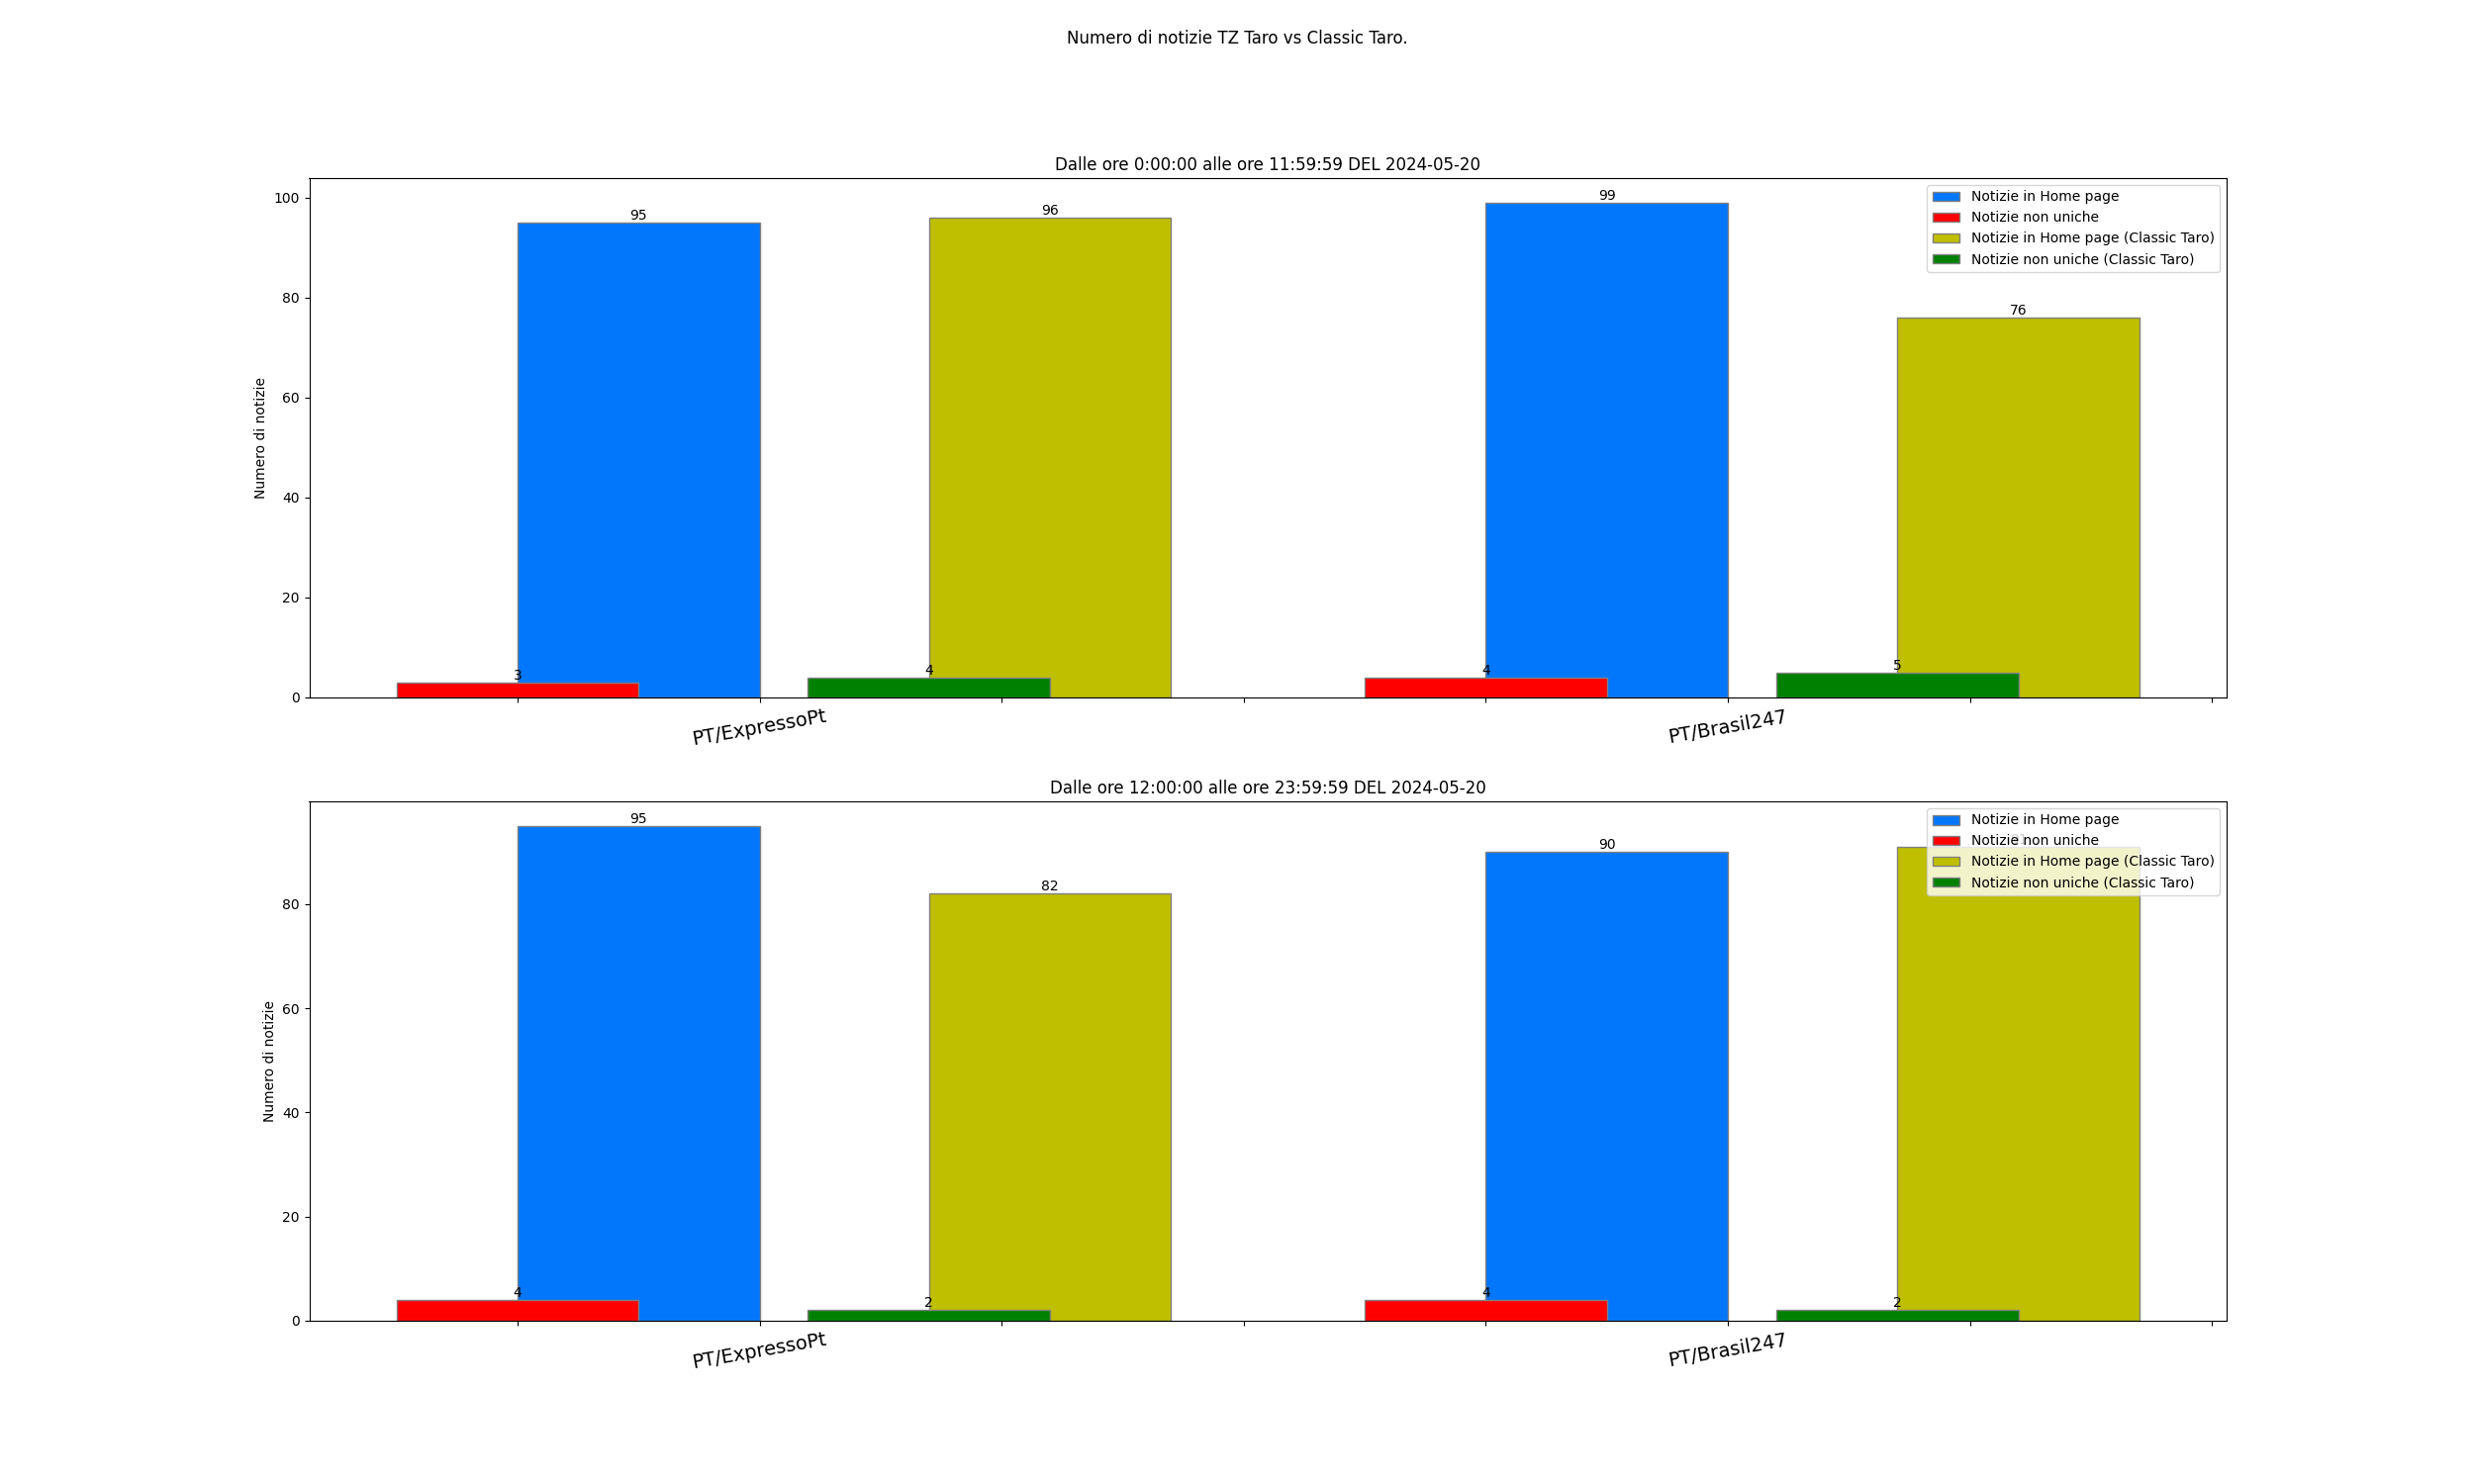 Numero di notizie TZ Taro vs Classic Taro.
Dalle ore 0:00:00 alle ore 11:59:59 DEL 2024-05-20
Numero di notizie
100
80
60
40
20
0
95
96
99
76
3
4
4
5
Notizie in Home page
Notizie non uniche
Notizie in Home page (Classic Taro)
Notizie non uniche (Classic Taro)
PT/ExpressoPt
PT/Brasil247
Dalle ore 12:00:00 alle ore 23:59:59 DEL 2024-05-20
Numero di notizie
80
60
40
20
0
95
82
90
4
2
4
2
Notizie in Home page
Notizie non uniche
Notizie in Home page (Classic Taro)
Notizie non uniche (Classic Taro)
PT/ExpressoPt
PT/Brasil247